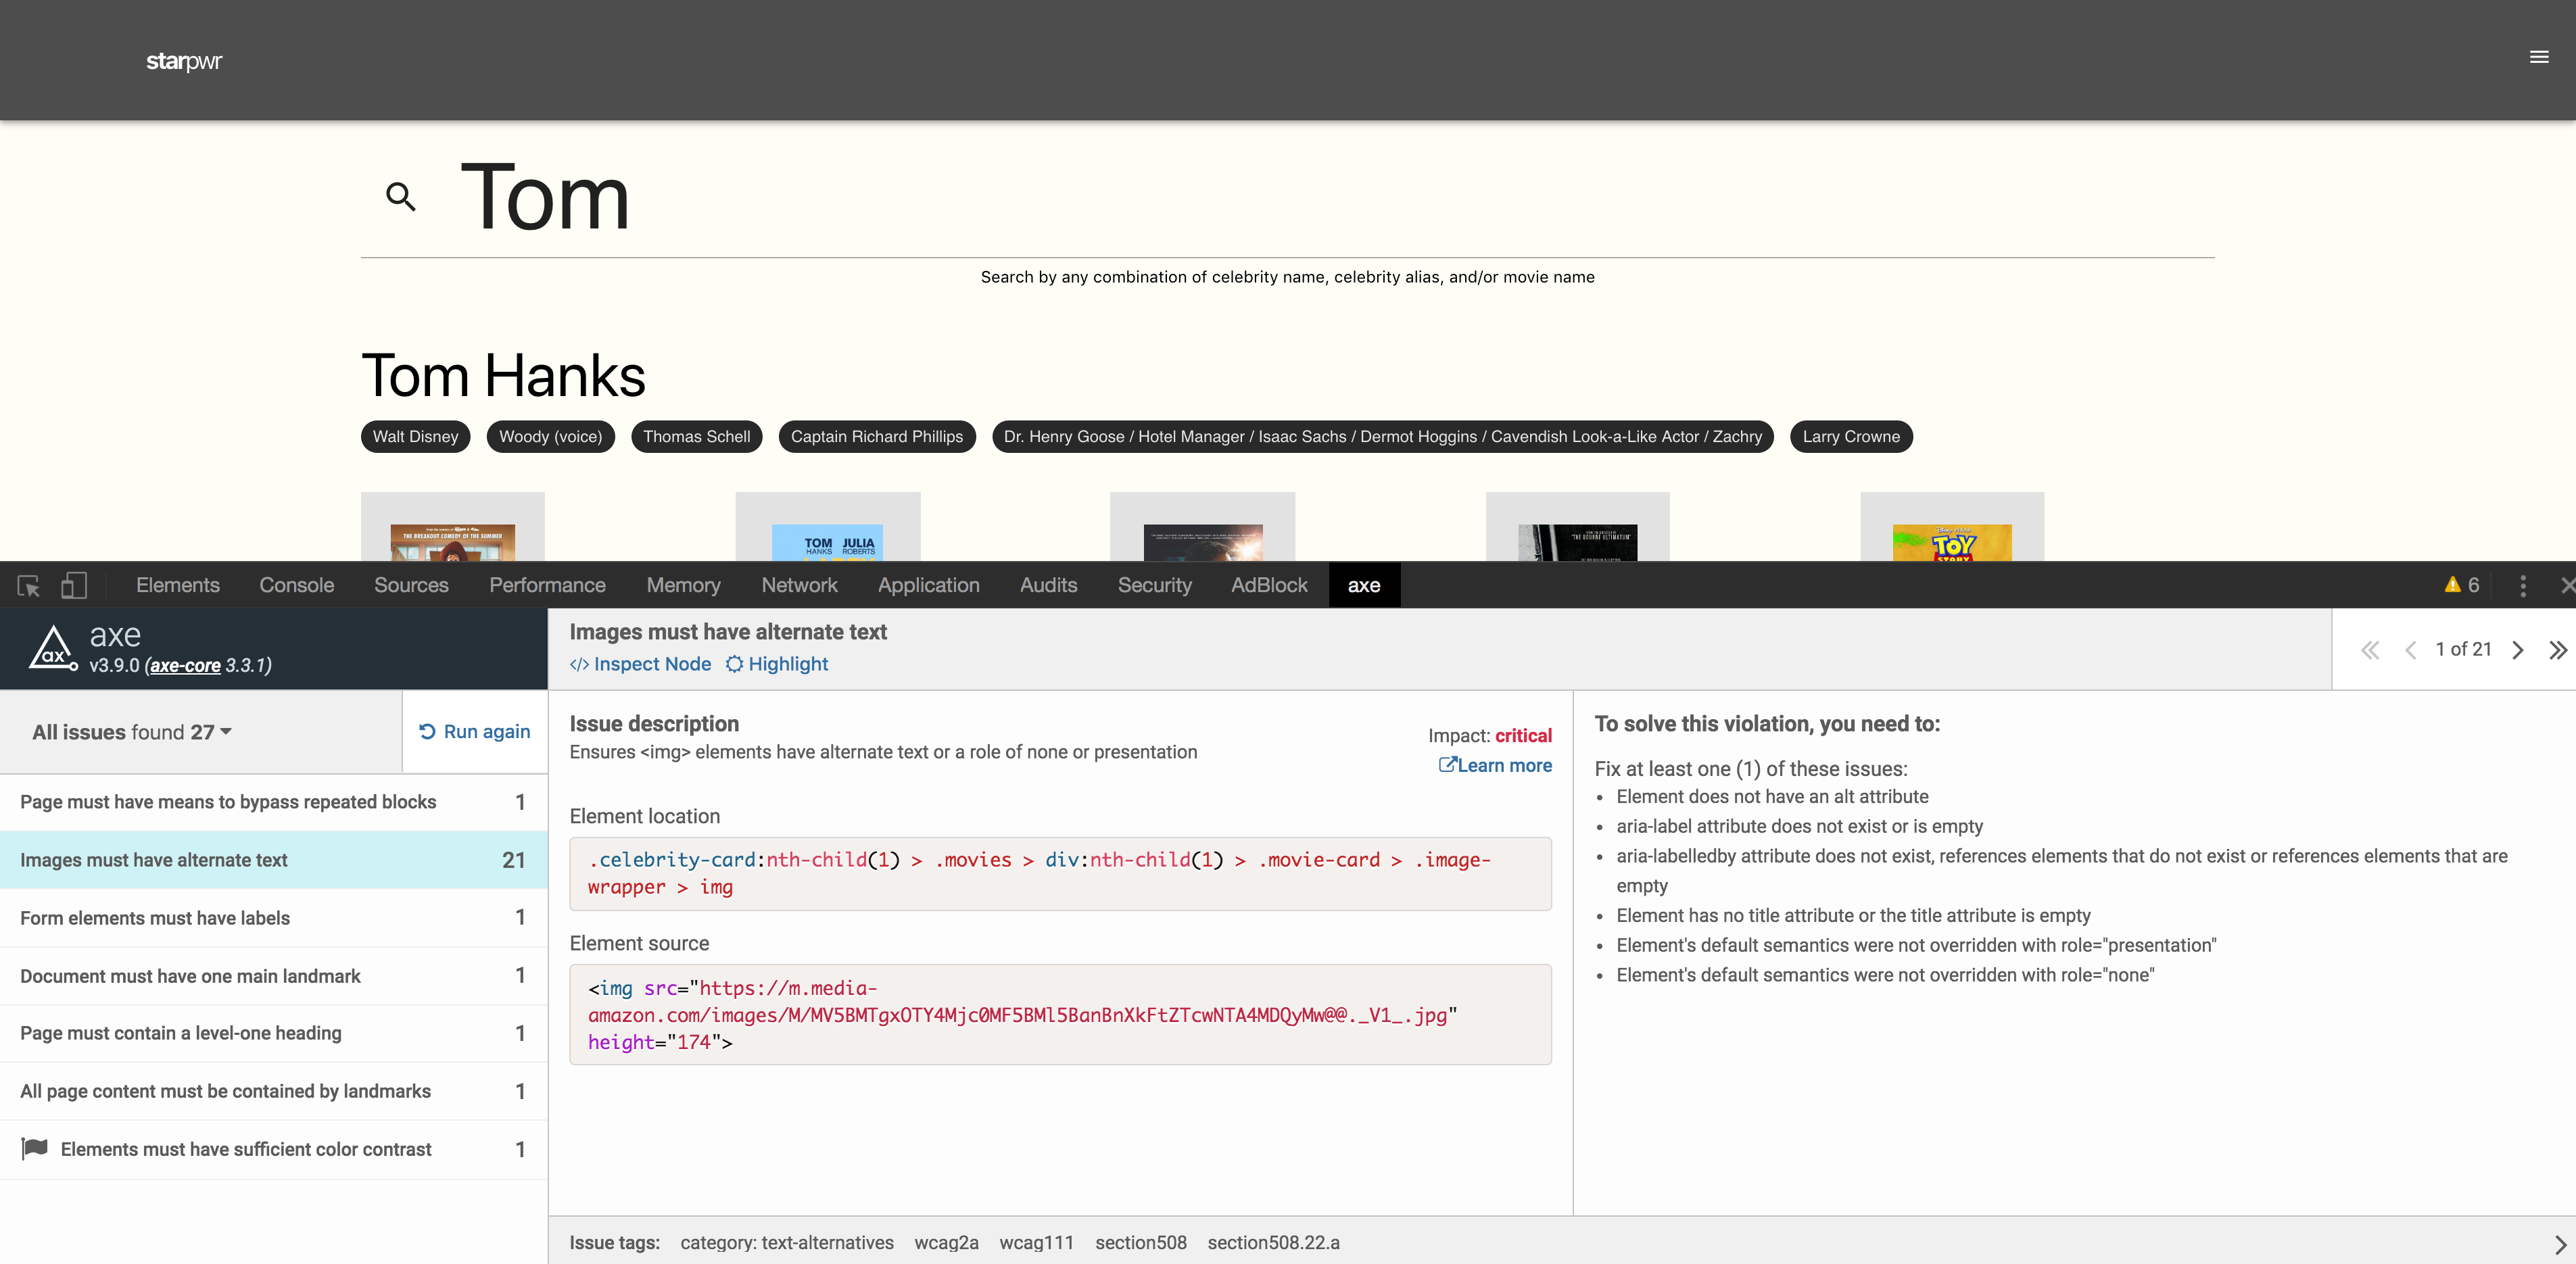 starpwr
Tom
Search by any combination of celebrity name, celebrity alias, and/or movie name
Tom Hanks
Walt Disney
Woody (voice)
Thomas Schell
Captain Richard Phillips
Dr. Henry Goose / Hotel Manager / Isaac Sachs / Dermot Hoggins / Cavendish Look-a-Like Actor / Zachry
Larry Crowne
THE BREAKOUT COMEDY OF THE SUMMER
TOM JULIA
HANKS ROBERTS
"THE BOURNE ULTIMATUM"
TOY
STORY
Elements Console Sources Performance Memory Network Application Audits Security AdBlock axe 6
ax
axe
v3.9.0 (axe-core 3.3.1)
Images must have alternate text
</> Inspect Node Highlight
1 of 21
All issues found 27
Run again
Page must have means to bypass repeated blocks 1
Images must have alternate text 21
Form elements must have labels 1
Document must have one main landmark 1
Page must contain a level-one heading 1
All page content must be contained by landmarks 1
Elements must have sufficient color contrast 1
Issue description
Ensures <img> elements have alternate text or a role of none or presentation
Impact: critical
Learn more
Element location
.celebrity-card:nth-child(1) > .movies > div:nth-child(1) > .movie-card > .image-
wrapper > img
Element source
<img src="https://m.media-
amazon.com/images/M/MV5BMTgxOTY4Mjc0MF5BMl5BanBnXkFtZTcwNTA4MDQyMw@@._V1_.jpg"
height="174">
To solve this violation, you need to:
Fix at least one (1) of these issues:
• Element does not have an alt attribute
• aria-label attribute does not exist or is empty
• aria-labelledby attribute does not exist, references elements that do not exist or references elements that are
empty
• Element has no title attribute or the title attribute is empty
• Element's default semantics were not overridden with role="presentation"
• Element's default semantics were not overridden with role="none"
Issue tags: category: text-alternatives wcag2a wcag111 section508 section508.22.a